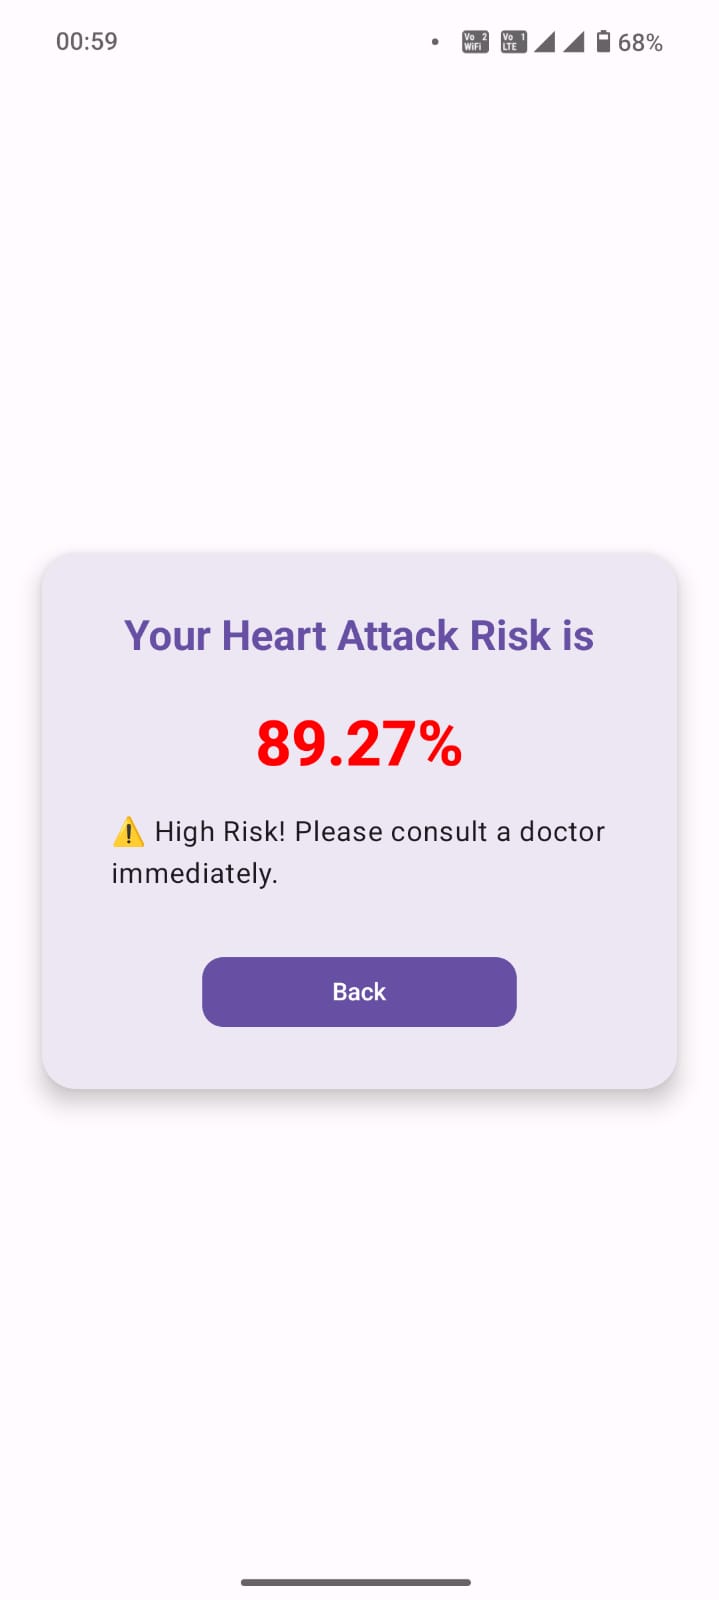 00:59
Vo 2 WiFi Vo 1 LTE 68%
Your Heart Attack Risk is
89.27%
⚠️ High Risk! Please consult a doctor
immediately.
Back